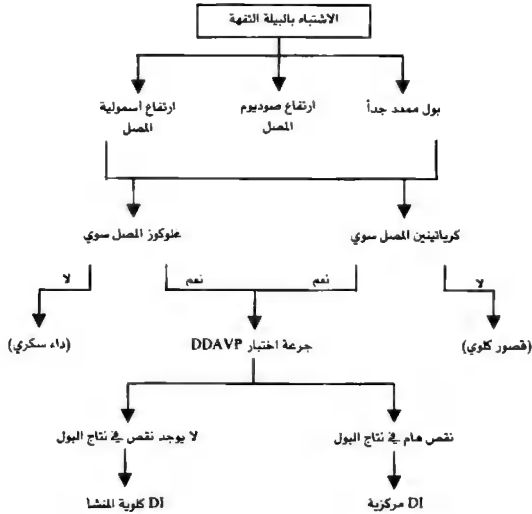 الاشتباه بالبيلة التفهة
بول ممدد جداً
ارتفاع صوديوم
المصل
ارتفاع أسمولية
المصل
كرياتينين المصل سوي
غلوكوز المصل سوي
لا
نعم
نعم
لا
(قصور كلوي)
جرعة اختبار DDAVP
(داء سكري)
نقص هام في نتاج البول
لا يوجد نقص في نتاج البول
DI مركزية
DI كلوية المنشا